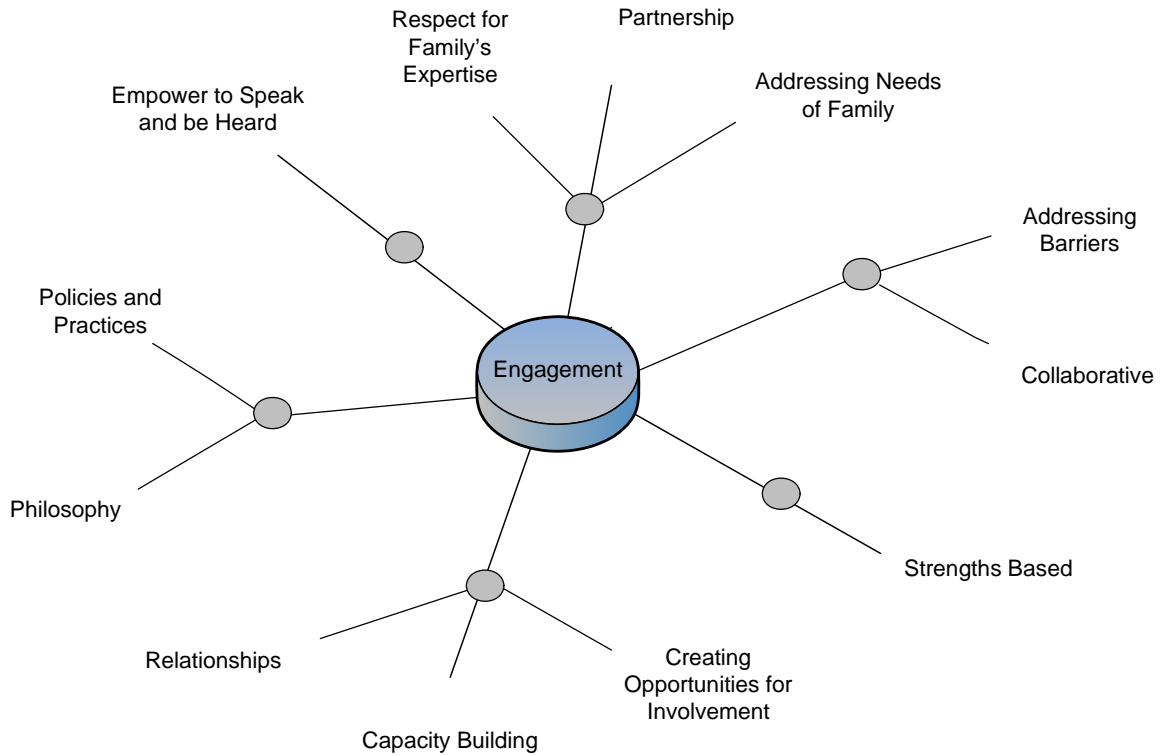 Respect for
Family's
Expertise
Partnership
Addressing Needs
of Family
Empower to Speak
and be Heard
Addressing
Barriers
Policies and
Practices
Engagement
Collaborative
Philosophy
Strengths Based
Relationships
Creating
Opportunities for
Involvement
Capacity Building